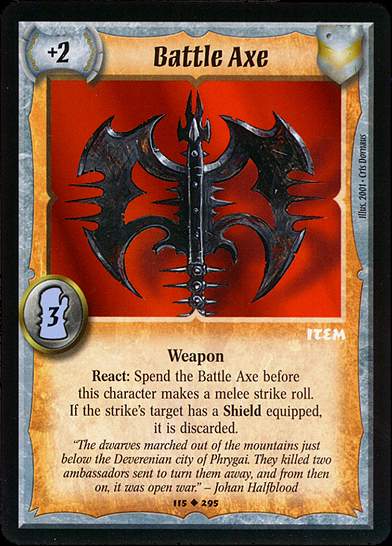 +2
Battle Axe
Illus. 2001 • Cris Dornaus
3
ITEM
Weapon
React: Spend the Battle Axe before
this character makes a melee strike roll.
If the strike's target has a Shield equipped,
it is discarded.
"The dwarves marched out of the mountains just
below the Deverenian city of Phrygai. They killed two
ambassadors sent to turn them away, and from then
on, it was open war." – Johan Halfblood
115 ◆ 295